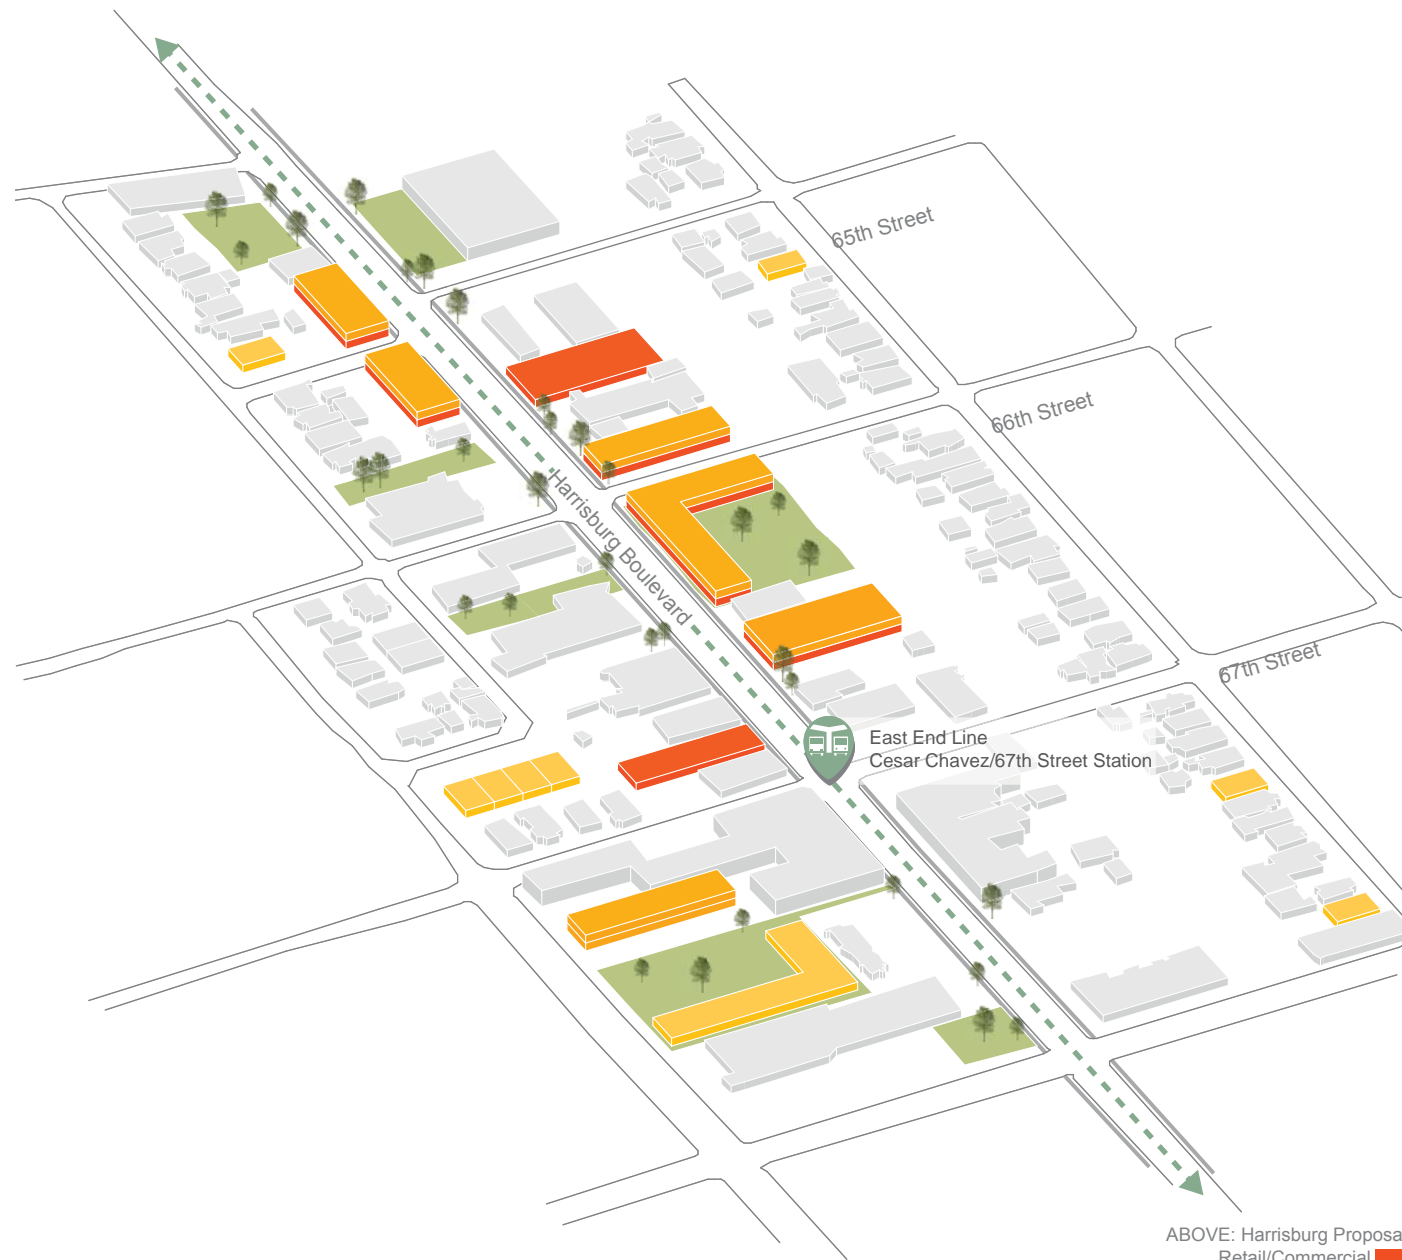 65th Street
66th Street
Harrisburg Boulevard
67th Street
East End Line
Cesar Chavez/67th Street Station
ABOVE: Harrisburg Proposa
Retail/Commercial